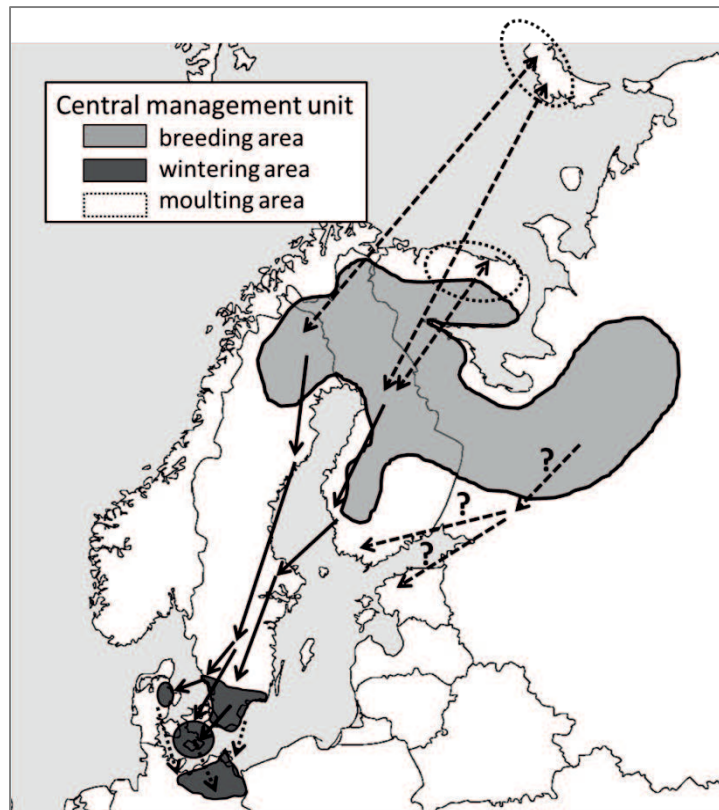 Central management unit
breeding area
wintering area
moulting area
?
?
?